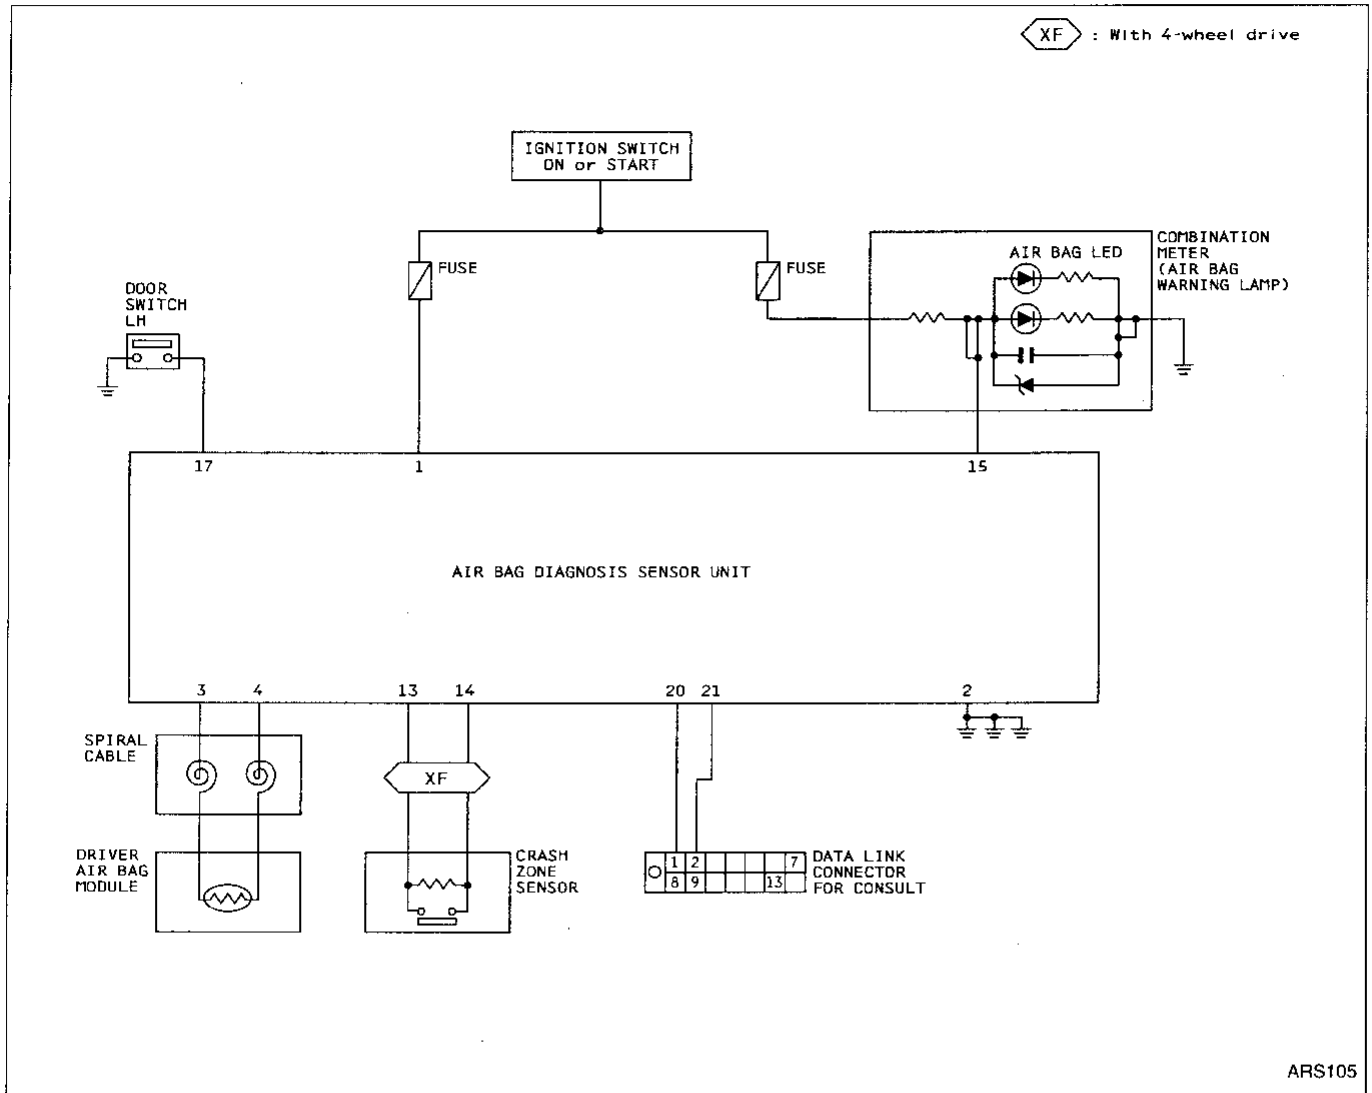 XF : With 4-wheel drive
IGNITION SWITCH
ON or START
FUSE
FUSE
COMBINATION
METER
(AIR BAG
WARNING LAMP)
AIR BAG LED
DOOR
SWITCH
LH
17
1
15
AIR BAG DIAGNOSIS SENSOR UNIT
3
4
13
14
20
21
2
SPIRAL
CABLE
XF
DRIVER
AIR BAG
MODULE
CRASH
ZONE
SENSOR
1 2 7
8 9 13
DATA LINK
CONNECTOR
FOR CONSULT
ARS105